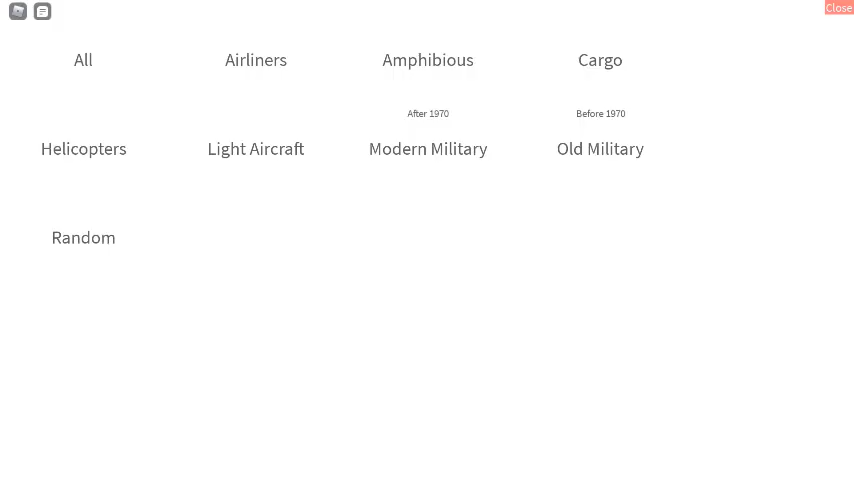 Close
All
Airliners
Amphibious
Cargo
After 1970
Before 1970
Helicopters
Light Aircraft
Modern Military
Old Military
Random